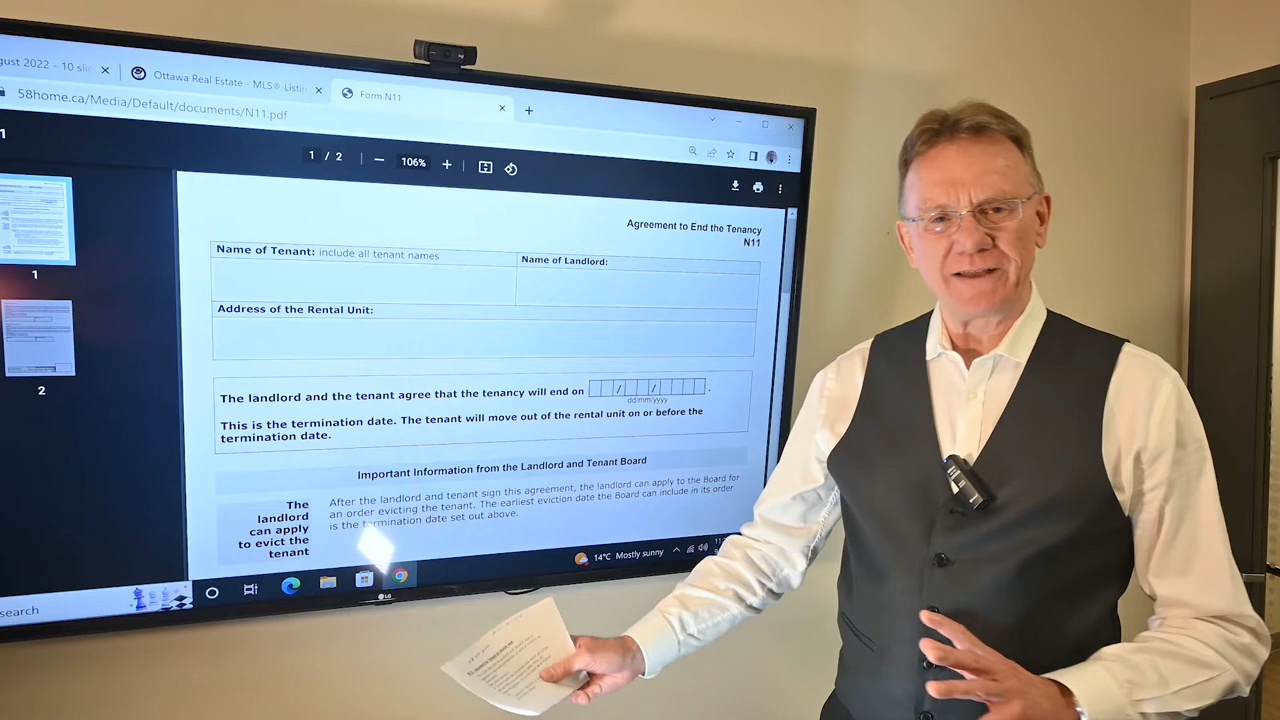 gust 2022 - 10 sli
Ottawa Real Estate - MLS® Listin
Form N11
58home.ca/Media/Default/documents/N11.pdf
1
1 / 2
106%
Agreement to End the Tenancy
N11
Name of Tenant: include all tenant names
Name of Landlord:
Address of the Rental Unit:
The landlord and the tenant agree that the tenancy will end on / / .
dd/mm/yyyy
This is the termination date. The tenant will move out of the rental unit on or before the
termination date.
Important Information from the Landlord and Tenant Board
The
landlord
can apply
to evict the
tenant
After the landlord and tenant sign this agreement, the landlord can apply to the Board for
an order evicting the tenant. The earliest eviction date the Board can include in its order
is the termination date set out above.
1
2
search
14°C Mostly sunny
LG